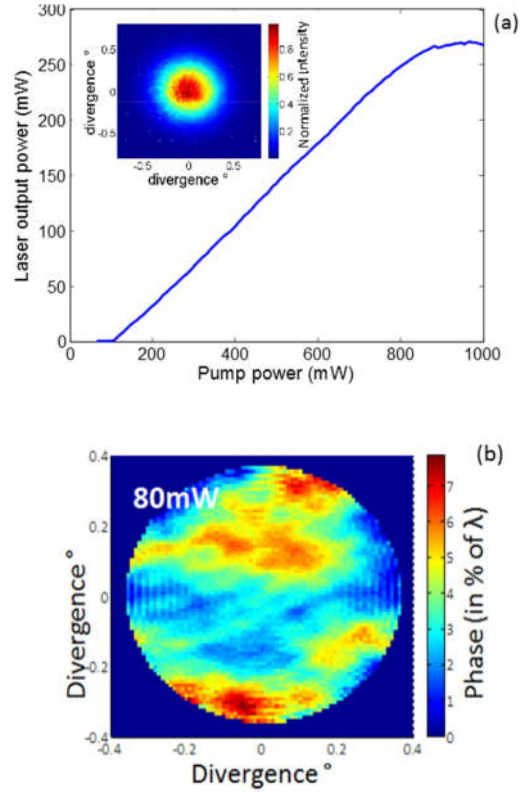 (a)
300
250
200
150
100
50
0
Laser output power (mW)
0 200 400 600 800 1000
Pump power (mW)
0.5
0
-0.5
divergence °
-0.5 0 0.5
divergence °
0.8
0.6
0.4
0.2
Normalized Intensity
(b)
80mW
0.4
0.2
0
-0.2
-0.4
Divergence °
-0.4 -0.2 0 0.2 0.4
Divergence °
7
6
5
4
3
2
1
0
Phase (in % of λ)